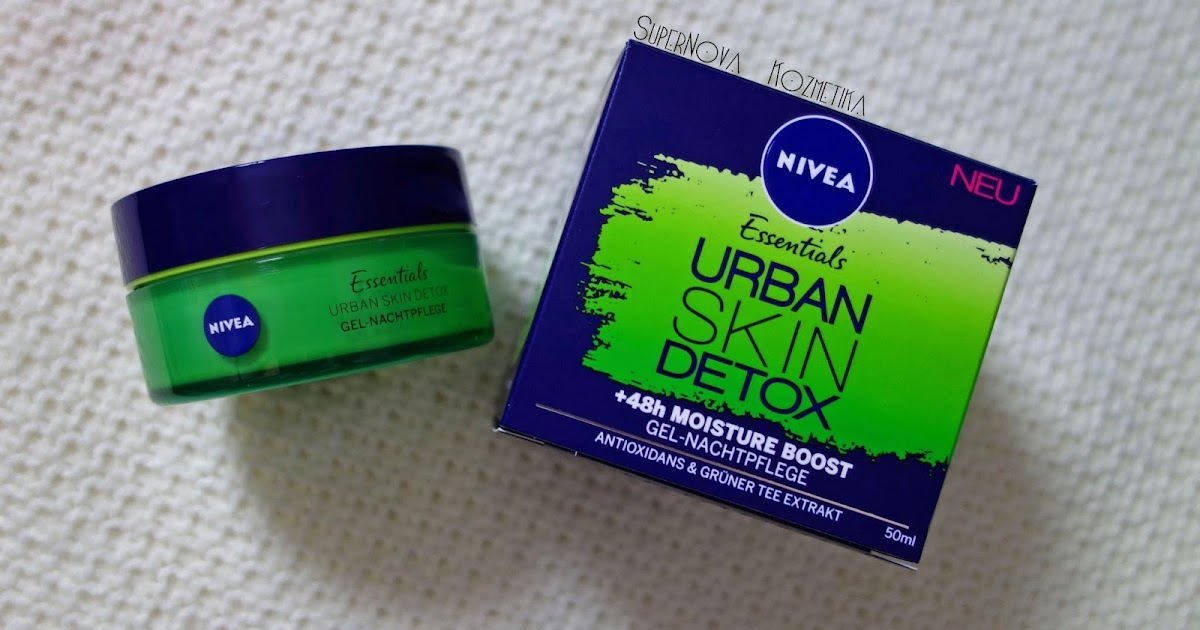 SUPERNOVA KOZMETIKA
NIVEA
NEU
Essentials
URBAN
SKIN
DETOX
+48h MOISTURE BOOST
GEL-NACHTPFLEGE
ANTIOXIDANS & GRÜNER TEE EXTRAKT
50ml
Essentials
URBAN SKIN DETOX
GEL-NACHTPFLEGE
NIVEA